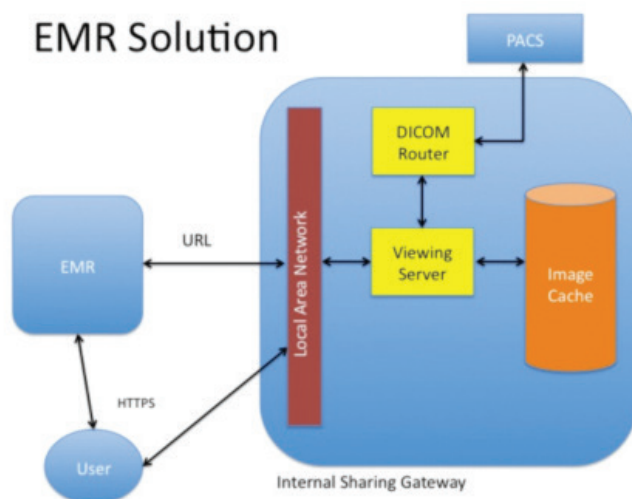 EMR Solution
PACS
DICOM
Router
Local Area Network
URL
EMR
Viewing
Server
Image
Cache
HTTPS
User
Internal Sharing Gateway